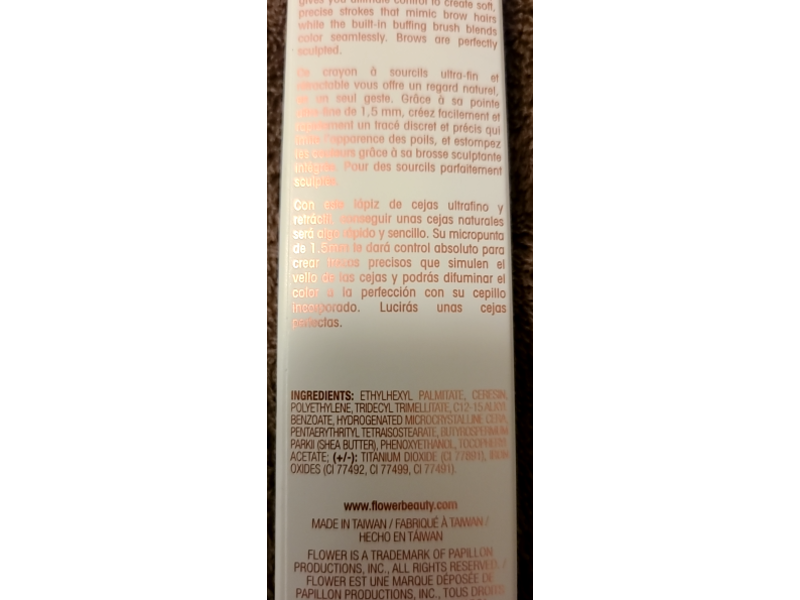 gives you ultimate control to create soft,
precise strokes that mimic brow hairs
while the built-in buffing brush blends
color seamlessly. Brows are perfectly
sculpted.
Ce crayon à sourcils ultra-fin et
rétractable vous offre un regard naturel,
en un seul geste. Grâce à sa pointe
ultra-fine de 1,5 mm, créez facilement et
rapidement un tracé discret et précis qui
imite l'apparence des poils, et estompez
les couleurs grâce à sa brosse sculptante
intégrée. Pour des sourcils parfaitement
sculptés.
Con este lápiz de cejas ultrafino y
retráctil, conseguir unas cejas naturales
será algo rápido y sencillo. Su micropunta
de 1.5mm te dará control absoluto para
crear trazos precisos que simulen el
vello de las cejas y podrás difuminar el
color a la perfección con su cepillo
incorporado. Lucirás unas cejas
perfectas.
INGREDIENTS: ETHYLHEXYL PALMITATE, CERESIN,
POLYETHYLENE, TRIDECYL TRIMELLITATE, C12-15 ALKYL
BENZOATE, HYDROGENATED MICROCRYSTALLINE CERA,
PENTAERYTHRITYL TETRAISOSTEARATE, BUTYROSPERMUM
PARKII (SHEA BUTTER), PHENOXYETHANOL, TOCOPHERYL
ACETATE; (+/-): TITANIUM DIOXIDE (CI 77891), IRON
OXIDES (CI 77492, CI 77499, CI 77491).
www.flowerbeauty.com
MADE IN TAIWAN / FABRIQUÉ À TAIWAN /
HECHO EN TÁIWAN
FLOWER IS A TRADEMARK OF PAPILLON
PRODUCTIONS, INC., ALL RIGHTS RESERVED. /
FLOWER EST UNE MARQUE DÉPOSÉE DE
PAPILLON PRODUCTIONS, INC., TOUS DROITS